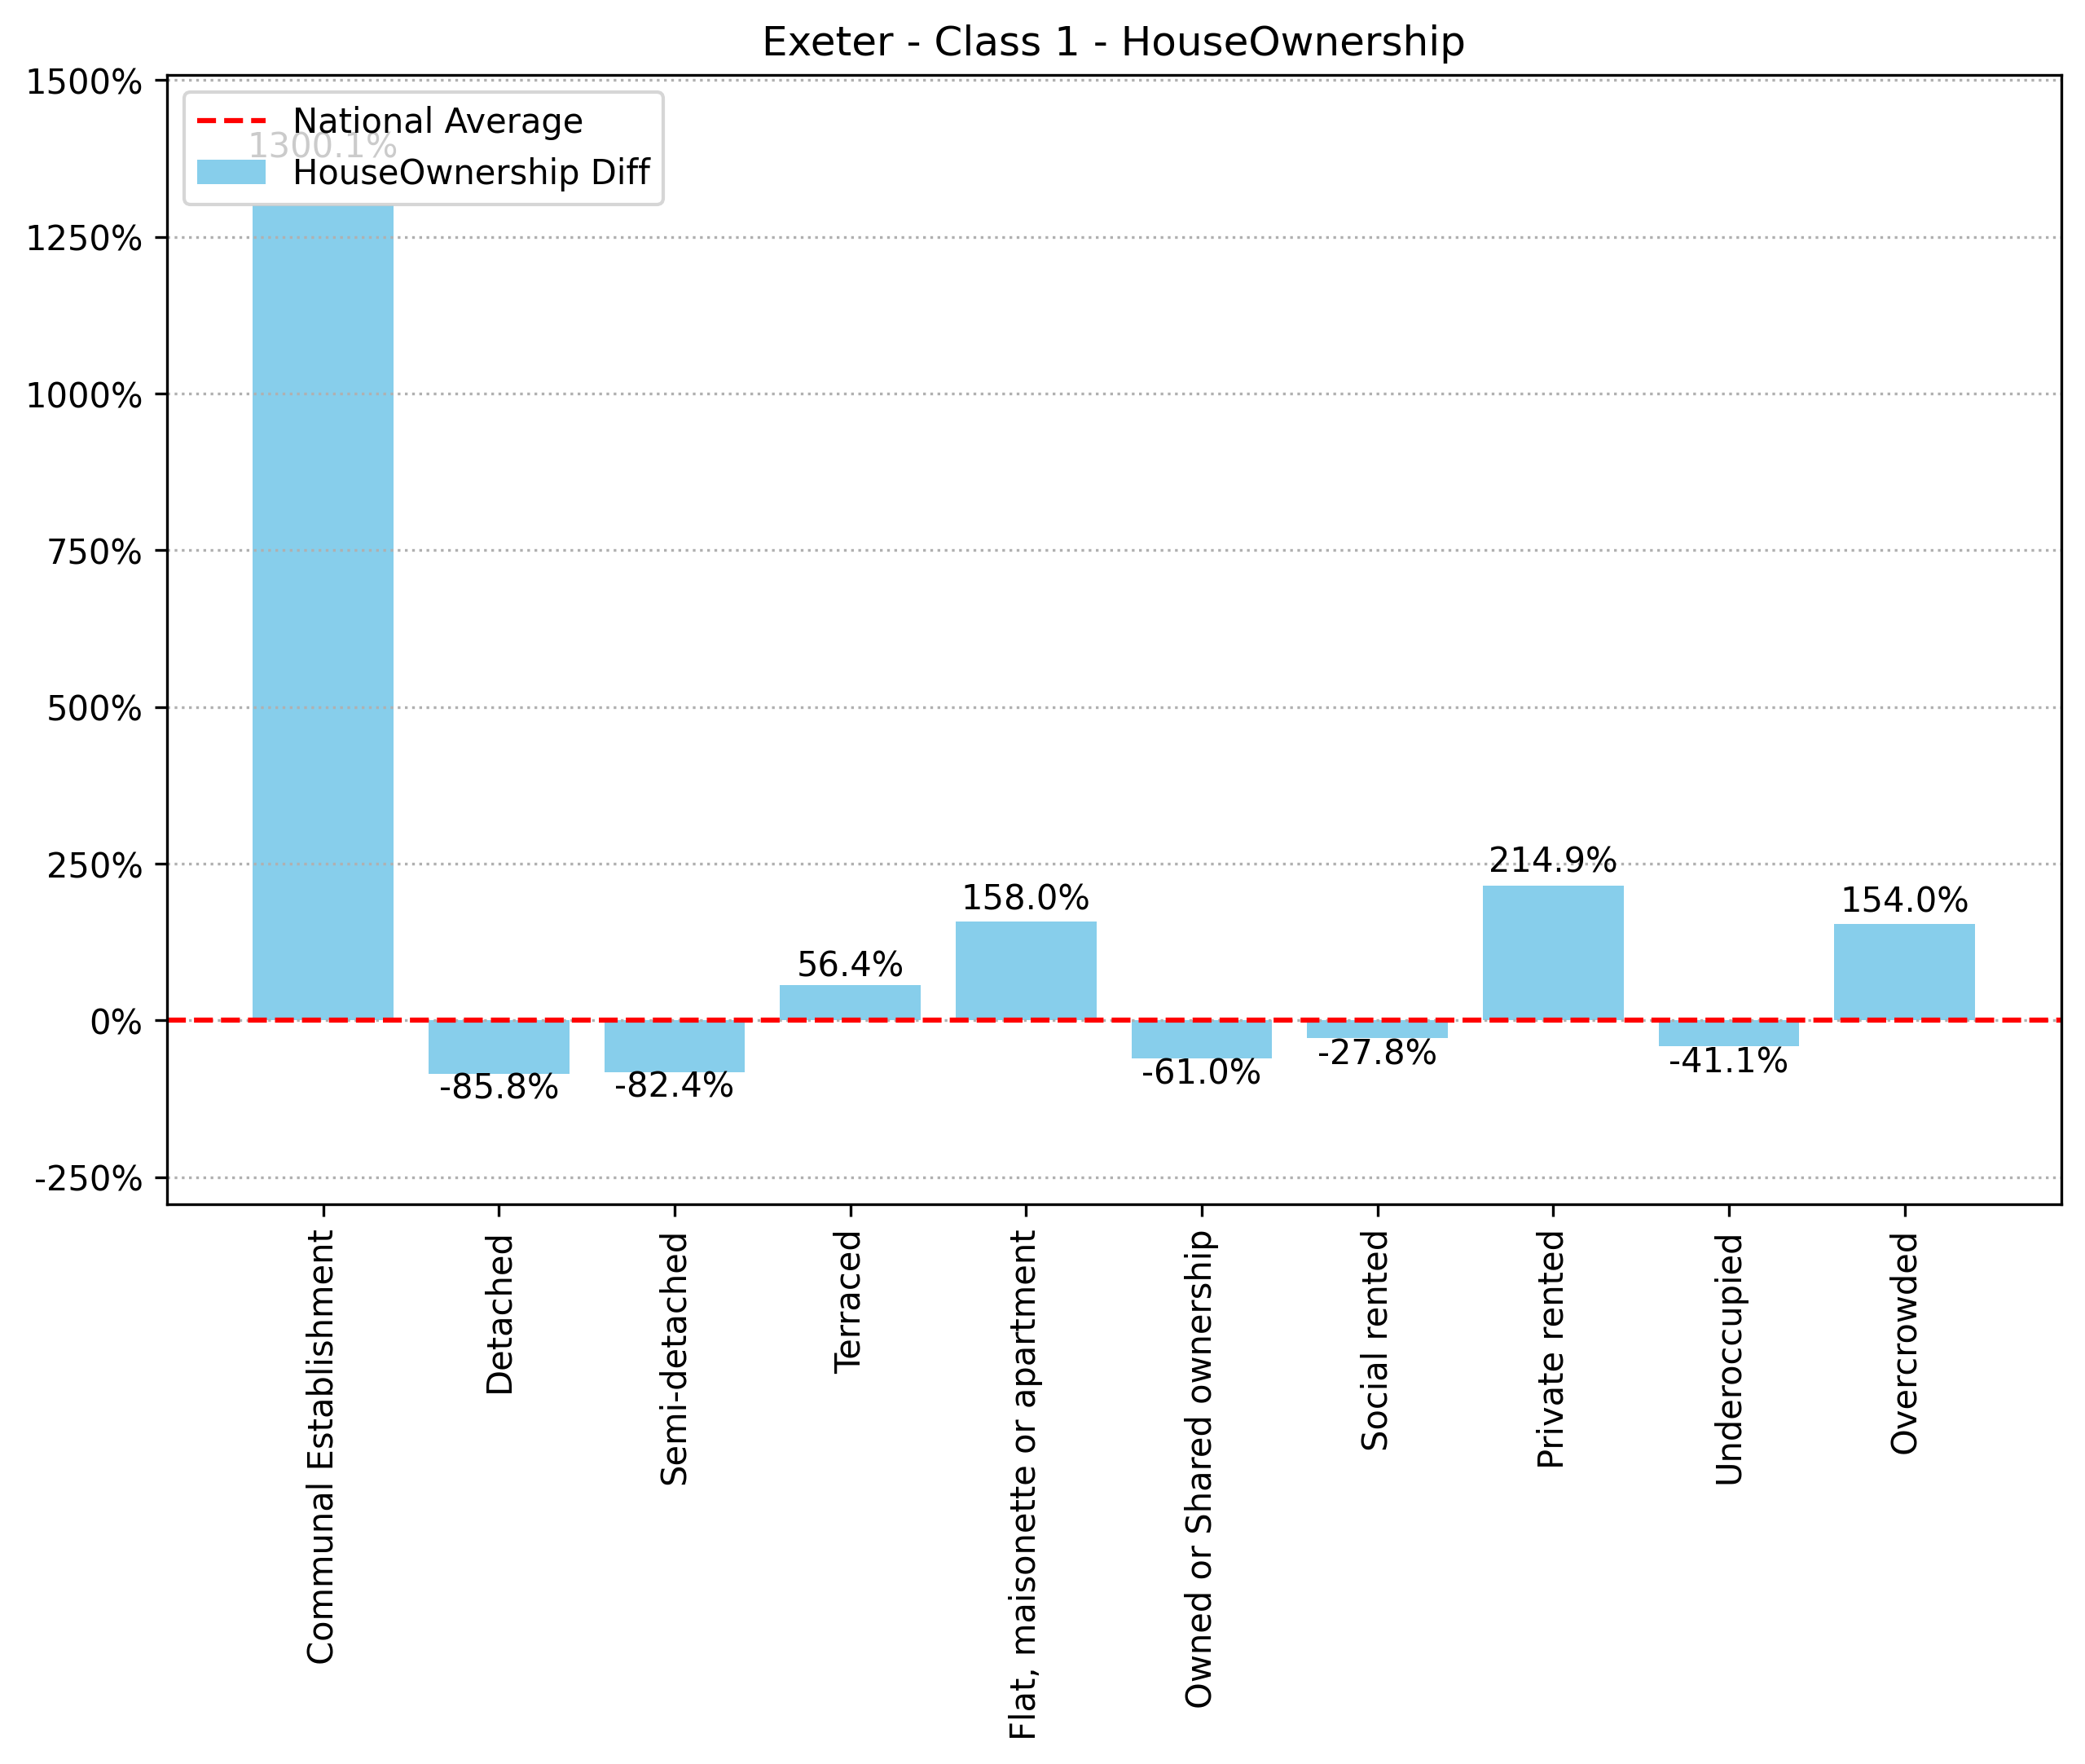 Exeter - Class 1 - HouseOwnership
1500%
1250%
1000%
750%
500%
250%
0%
-250%
National Average
HouseOwnership Diff
1300.1%
-85.8%
-82.4%
56.4%
158.0%
-61.0%
-27.8%
214.9%
-41.1%
154.0%
Communal Establishment
Detached
Semi-detached
Terraced
Flat, maisonette or apartment
Owned or Shared ownership
Social rented
Private rented
Underoccupied
Overcrowded